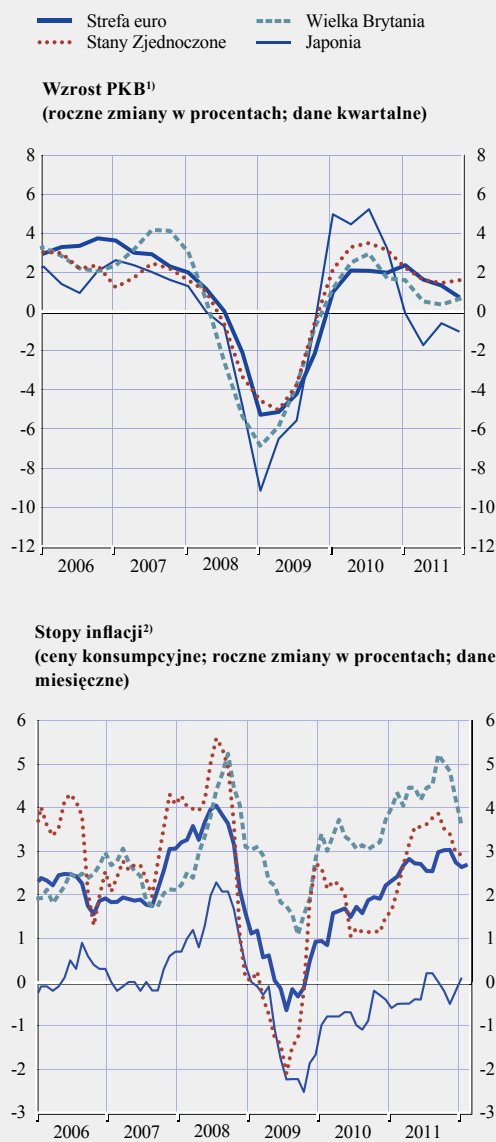 Strefa euro
Wielka Brytania
Stany Zjednoczone
Japonia
Wzrost PKB1)
(roczne zmiany w procentach; dane kwartalne)
8 8
6 6
4 4
2 2
0 0
-2 -2
-4 -4
-6 -6
-8 -8
-10 -10
-12 -12
2006 2007 2008 2009 2010 2011
Stopy inflacji2)
(ceny konsumpcyjne; roczne zmiany w procentach; dane
miesięczne)
6 6
5 5
4 4
3 3
2 2
1 1
0 0
-1 -1
-2 -2
-3 -3
2006 2007 2008 2009 2010 2011